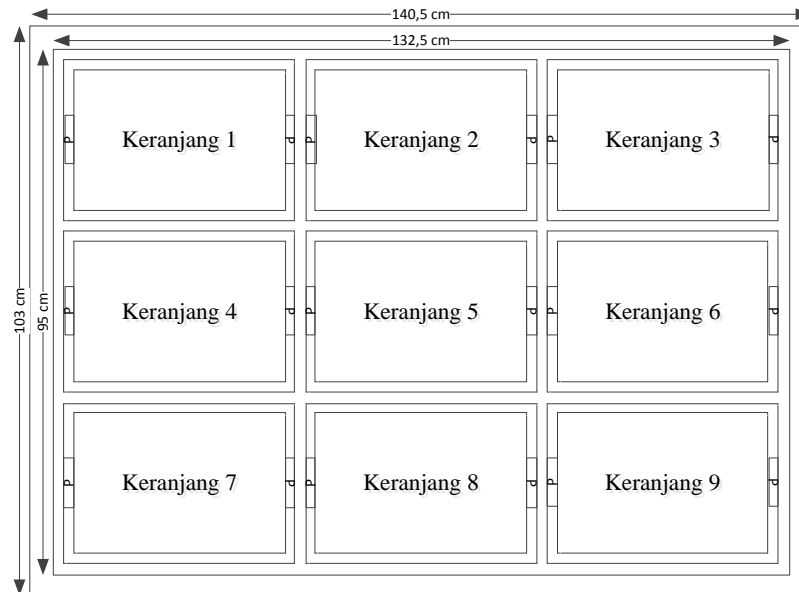 140,5 cm
132,5 cm
103 cm
95 cm
Keranjang 1
Keranjang 2
Keranjang 3
P
P
P
P
P
P
Keranjang 4
Keranjang 5
Keranjang 6
P
P
P
P
P
P
Keranjang 7
Keranjang 8
Keranjang 9
P
P
P
P
P
P